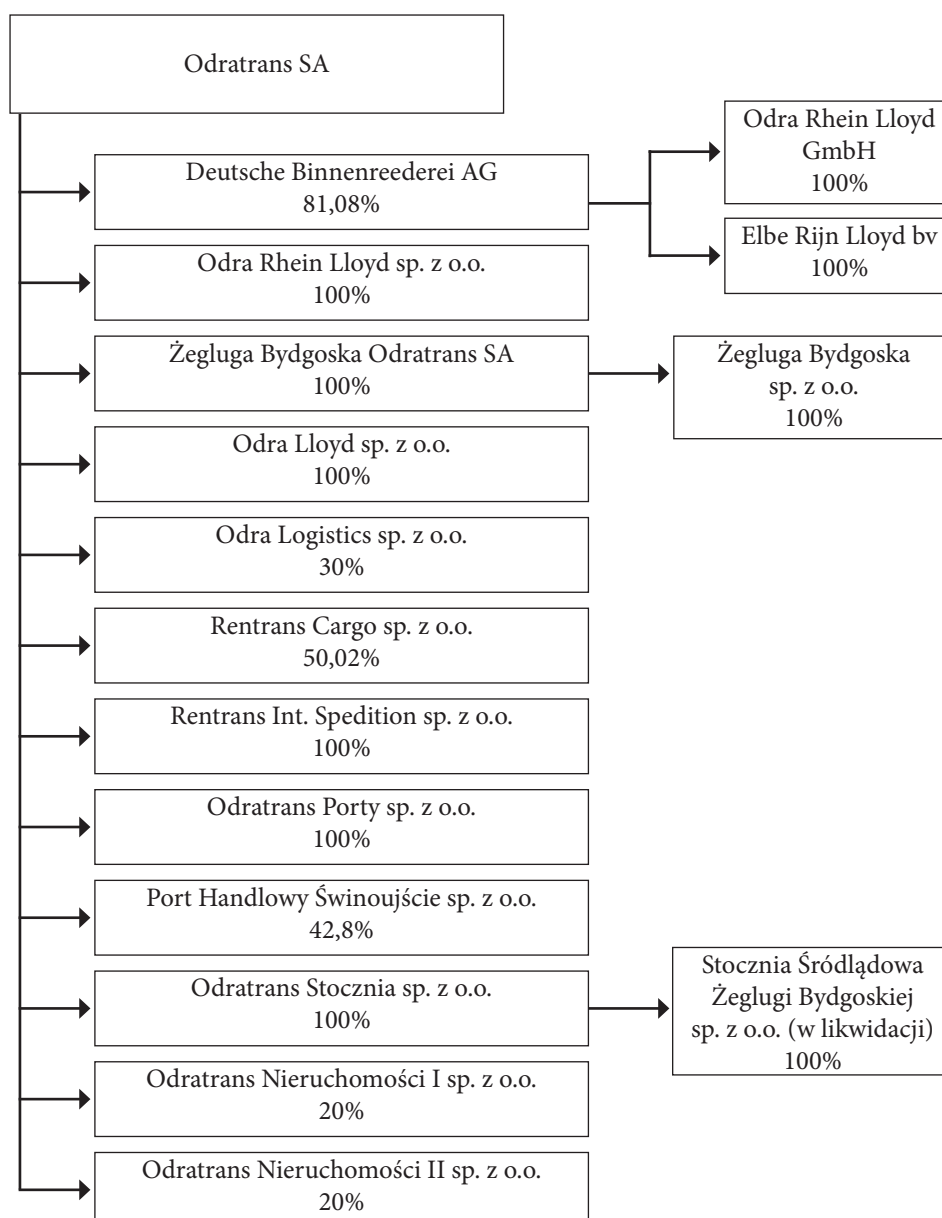 Odratrans SA
Deutsche Binnenreederei AG
81,08%
Odra Rhein Lloyd
GmbH
100%
Elbe Rijn Lloyd bv
100%
Odra Rhein Lloyd sp. z o.o.
100%
Żegluga Bydgoska Odratrans SA
100%
Żegluga Bydgoska
sp. z o.o.
100%
Odra Lloyd sp. z o.o.
100%
Odra Logistics sp. z o.o.
30%
Rentrans Cargo sp. z o.o.
50,02%
Rentrans Int. Spedition sp. z o.o.
100%
Odratrans Porty sp. z o.o.
100%
Port Handlowy Świnoujście sp. z o.o.
42,8%
Odratrans Stocznia sp. z o.o.
100%
Stocznia Śródlądowa
Żeglugi Bydgoskiej
sp. z o.o. (w likwidacji)
100%
Odratrans Nieruchomości I sp. z o.o.
20%
Odratrans Nieruchomości II sp. z o.o.
20%